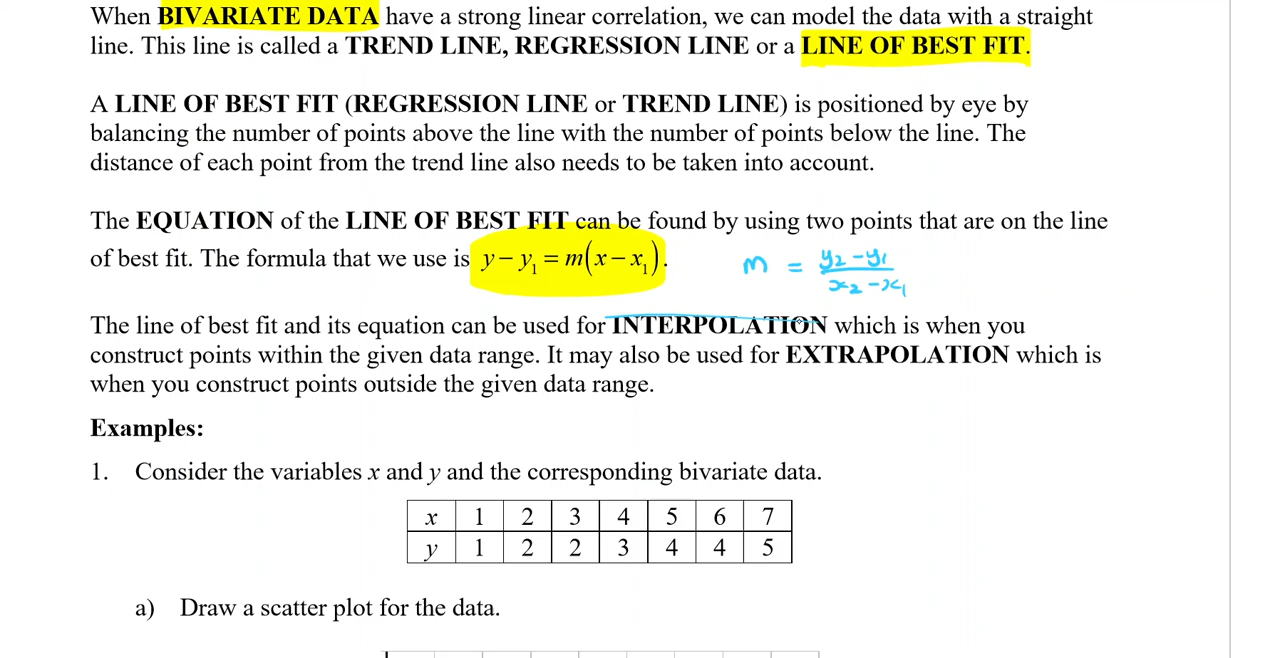 When BIVARIATE DATA have a strong linear correlation, we can model the data with a straight
line. This line is called a TREND LINE, REGRESSION LINE or a LINE OF BEST FIT.
A LINE OF BEST FIT (REGRESSION LINE or TREND LINE) is positioned by eye by
balancing the number of points above the line with the number of points below the line. The
distance of each point from the trend line also needs to be taken into account.
The EQUATION of the LINE OF BEST FIT can be found by using two points that are on the line
of best fit. The formula that we use is y − y₁ = m(x − x₁). m = (y₂ − y₁)/(x₂ − x₁)
The line of best fit and its equation can be used for INTERPOLATION which is when you
construct points within the given data range. It may also be used for EXTRAPOLATION which is
when you construct points outside the given data range.
Examples:
1. Consider the variables x and y and the corresponding bivariate data.
x 1 2 3 4 5 6 7
y 1 2 2 3 4 4 5
a) Draw a scatter plot for the data.